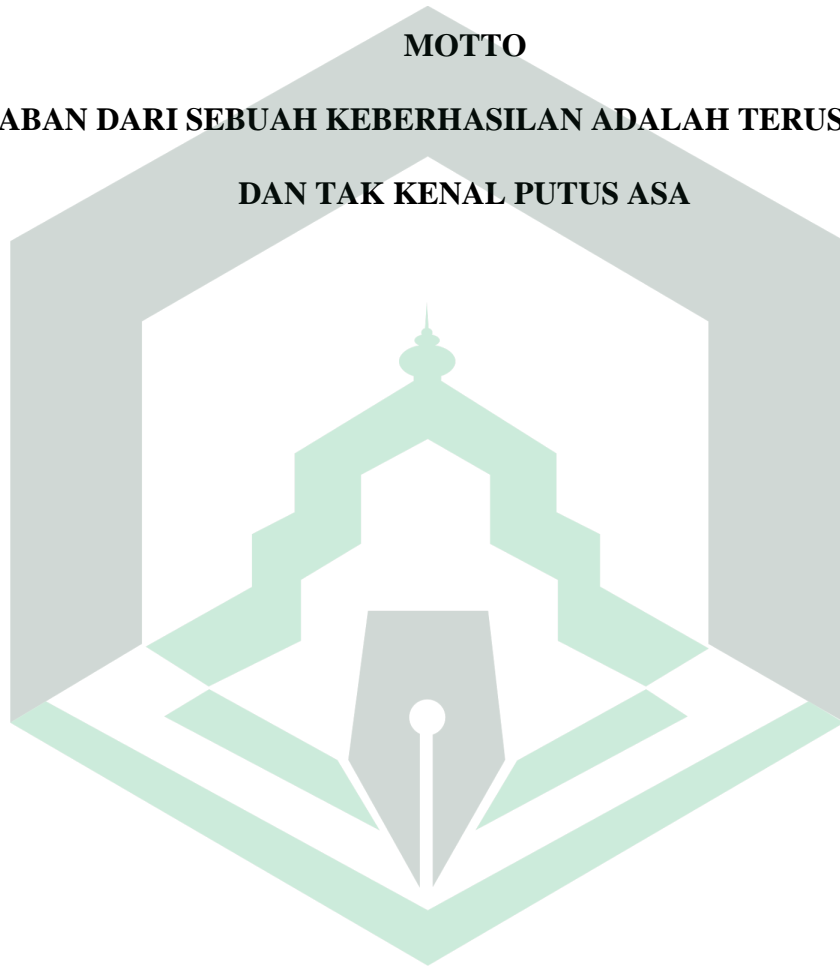 MOTTO
ABAN DARI SEBUAH KEBERHASILAN ADALAH TERUS
DAN TAK KENAL PUTUS ASA